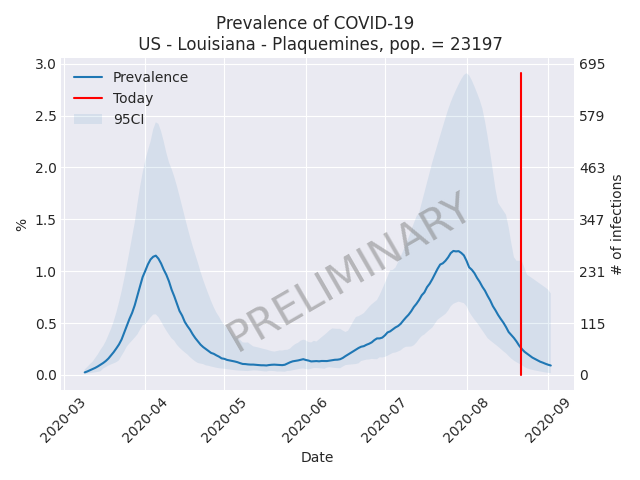 Prevalence of COVID-19
US - Louisiana - Plaquemines, pop. = 23197
3.0
2.5
2.0
1.5
1.0
0.5
0.0
%
Prevalence
Today
95CI
PRELIMINARY
695
579
463
347
231
115
0
# of infections
2020-03
2020-04
2020-05
2020-06
2020-07
2020-08
2020-09
Date